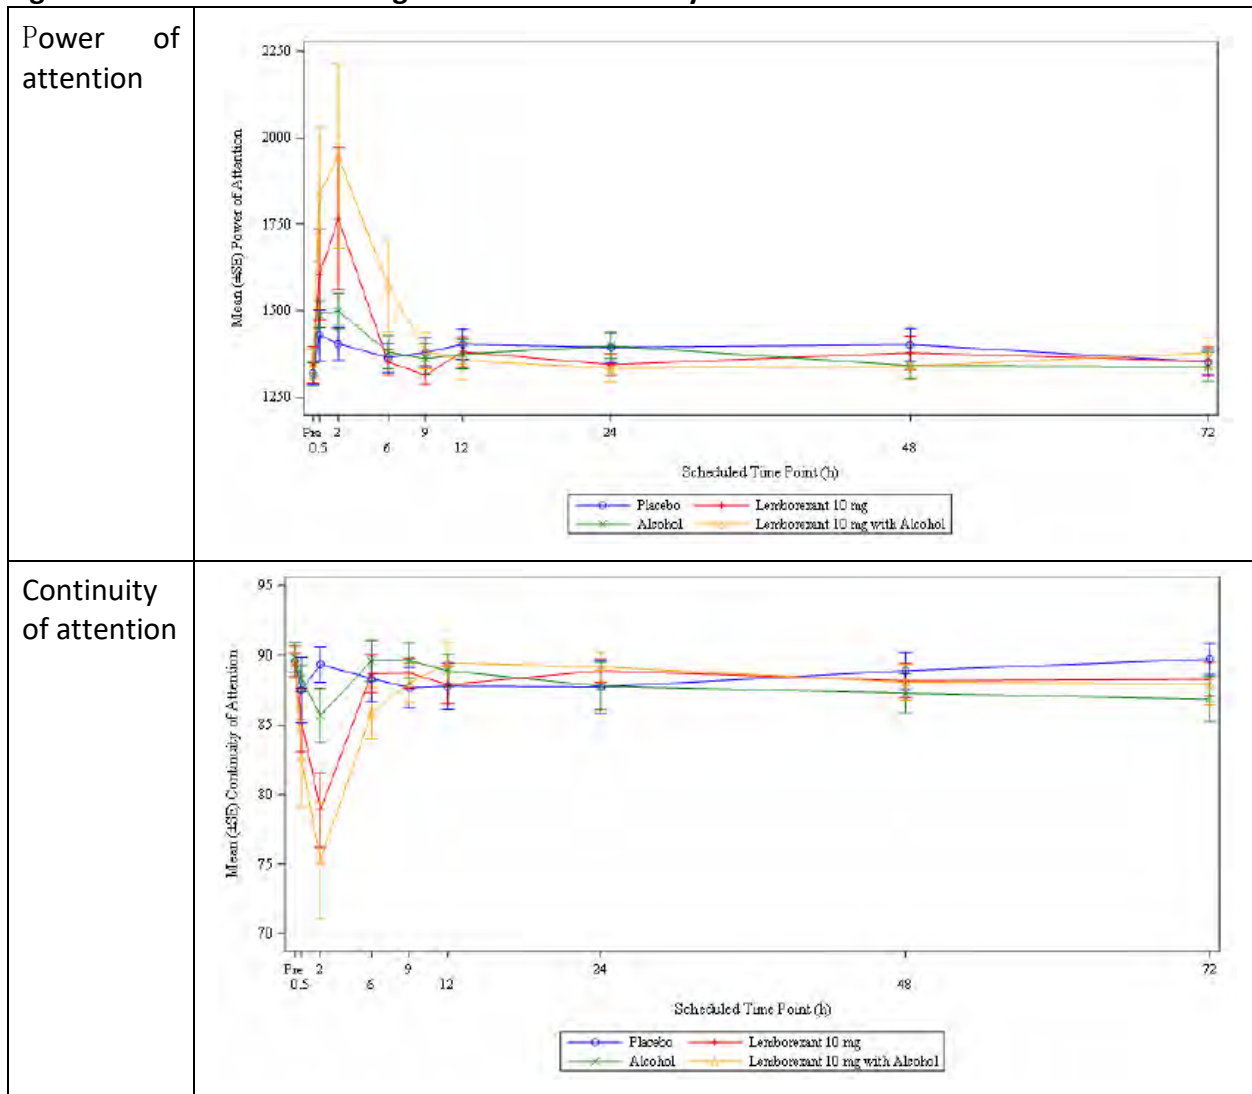 Power of
attention
2250
2000
1750
1500
1250
Mean (±SE) Power of Attention
Pre 2 9 24 72
0.5 6 12 48
Scheduled Time Point (h)
Placebo Lemborexant 10 mg
Alcohol Lemborexant 10 mg with Alcohol
Continuity
of attention
95
90
85
80
75
70
Mean (±SE) Continuity of Attention
Pre 2 9 24 72
0.5 6 12 48
Scheduled Time Point (h)
Placebo Lemborexant 10 mg
Alcohol Lemborexant 10 mg with Alcohol